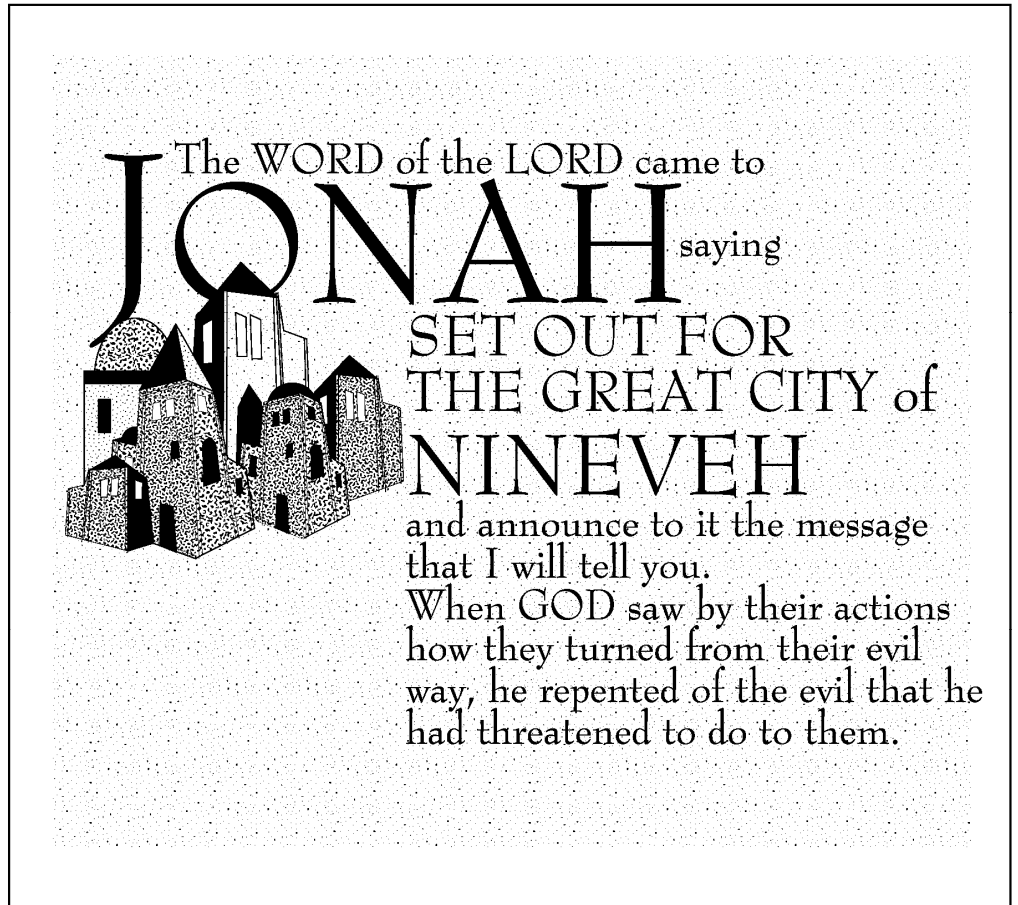 The WORD of the LORD came to
JONAH saying
SET OUT FOR
THE GREAT CITY of
NINEVEH
and announce to it the message
that I will tell you.
When GOD saw by their actions
how they turned from their evil
way, he repented of the evil that he
had threatened to do to them.